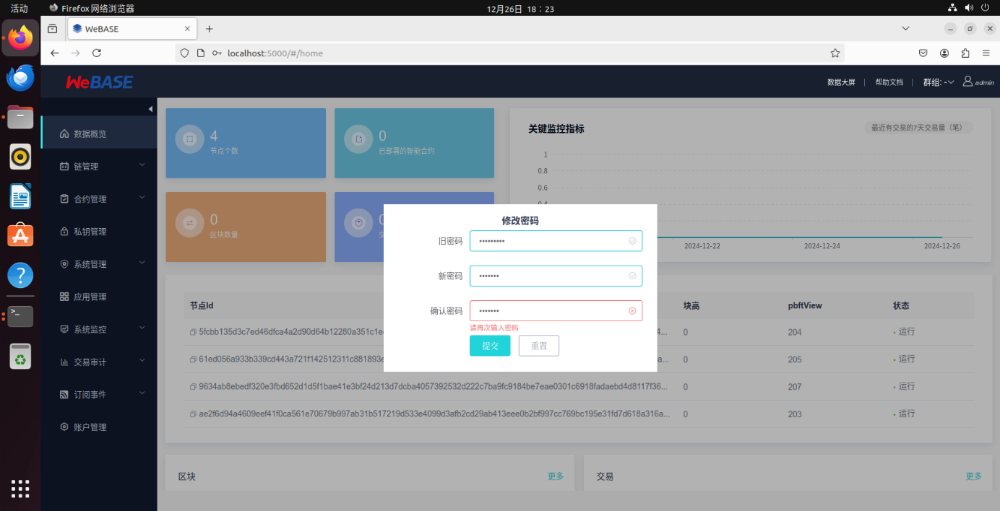 活动
Firefox 网络浏览器
12月26日 18：23
WeBASE
localhost:5000/#/home
WeBASE
数据大屏
帮助文档
群组: -
admin
数据概览
链管理
合约管理
私钥管理
系统管理
应用管理
系统监控
交易审计
订阅事件
账户管理
4
节点个数
0
已部署的智能合约
0
区块数量
关键监控指标
最近有交易的7天交易量（笔）
1
0.8
0.6
0.4
2024-12-22
2024-12-24
2024-12-26
修改密码
旧密码
•••••••••
新密码
•••••••
确认密码
•••••••
请再次输入密码
提交
重置
节点Id
块高
pbftView
状态
5fcbb135d3c7ed46dfca4a2d90d64b12280a351c1e
4...
0
204
运行
61ed056a933b339cd443a721f142512311c881893e
a...
0
205
运行
9634ab8ebedf320e3fbd652d1d5f1bae41e3bf24d213d7dcba4057392532d222c7ba9fc9184be7eae0301c6918fadaebd4d8117f36...
0
207
运行
ae2f6d94a4609eef41f0ca561e70679b997ab31b517219d533e4099d3afb2cd29ab413eee0b2bf997cc769bc195e31fd7d618a316a...
0
203
运行
区块
更多
交易
更多